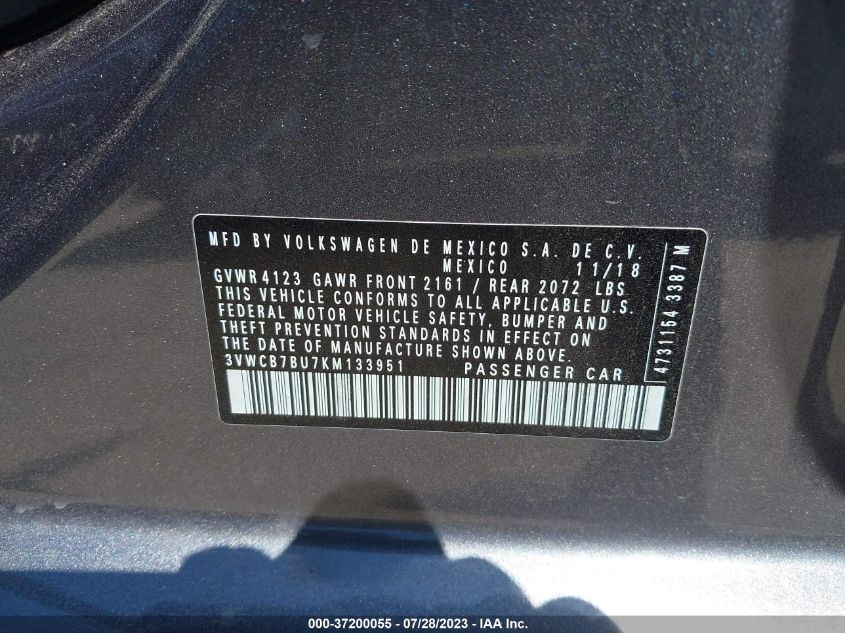 MFD BY VOLKSWAGEN DE MEXICO S.A. DE C.V.
MEXICO 11/18
GVWR 4123 GAWR FRONT 2161 / REAR 2072 LBS
THIS VEHICLE CONFORMS TO ALL APPLICABLE U.S.
FEDERAL MOTOR VEHICLE SAFETY, BUMPER AND
THEFT PREVENTION STANDARDS IN EFFECT ON
THE DATE OF MANUFACTURE SHOWN ABOVE.
3VWCB7BU7KM133951 PASSENGER CAR
4731154 3387 M
000-37200055 - 07/28/2023 - © IAA Inc.